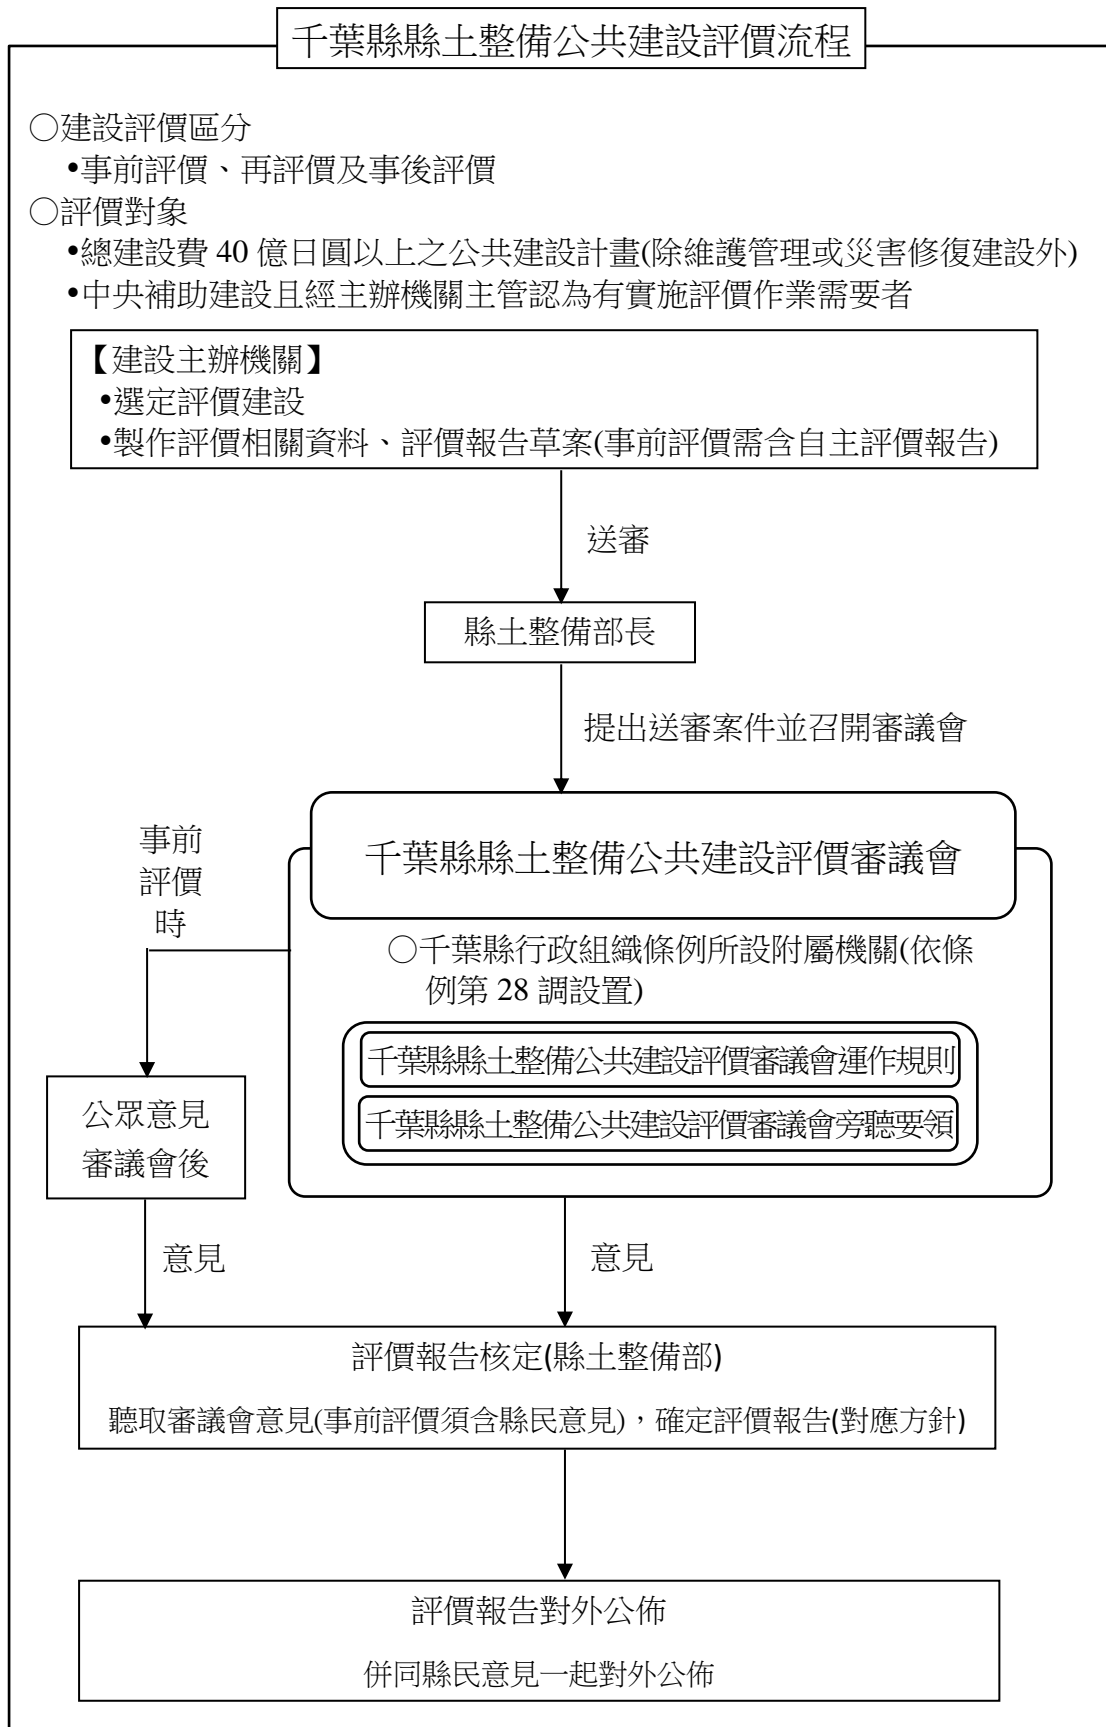 千葉縣縣土整備公共建設評價流程
○建設評價區分
•事前評價、再評價及事後評價
○評價對象
•總建設費 40 億日圓以上之公共建設計畫(除維護管理或災害修復建設外)
•中央補助建設且經主辦機關主管認為有實施評價作業需要者
【建設主辦機關】
•選定評價建設
•製作評價相關資料、評價報告草案(事前評價需含自主評價報告)
送審
縣土整備部長
提出送審案件並召開審議會
事前
評價
時
千葉縣縣土整備公共建設評價審議會
○千葉縣行政組織條例所設附屬機關(依條
例第 28 調設置)
千葉縣縣土整備公共建設評價審議會運作規則
千葉縣縣土整備公共建設評價審議會旁聽要領
公眾意見
審議會後
意見
意見
評價報告核定(縣土整備部)
聽取審議會意見(事前評價須含縣民意見)，確定評價報告(對應方針)
評價報告對外公佈
併同縣民意見一起對外公佈